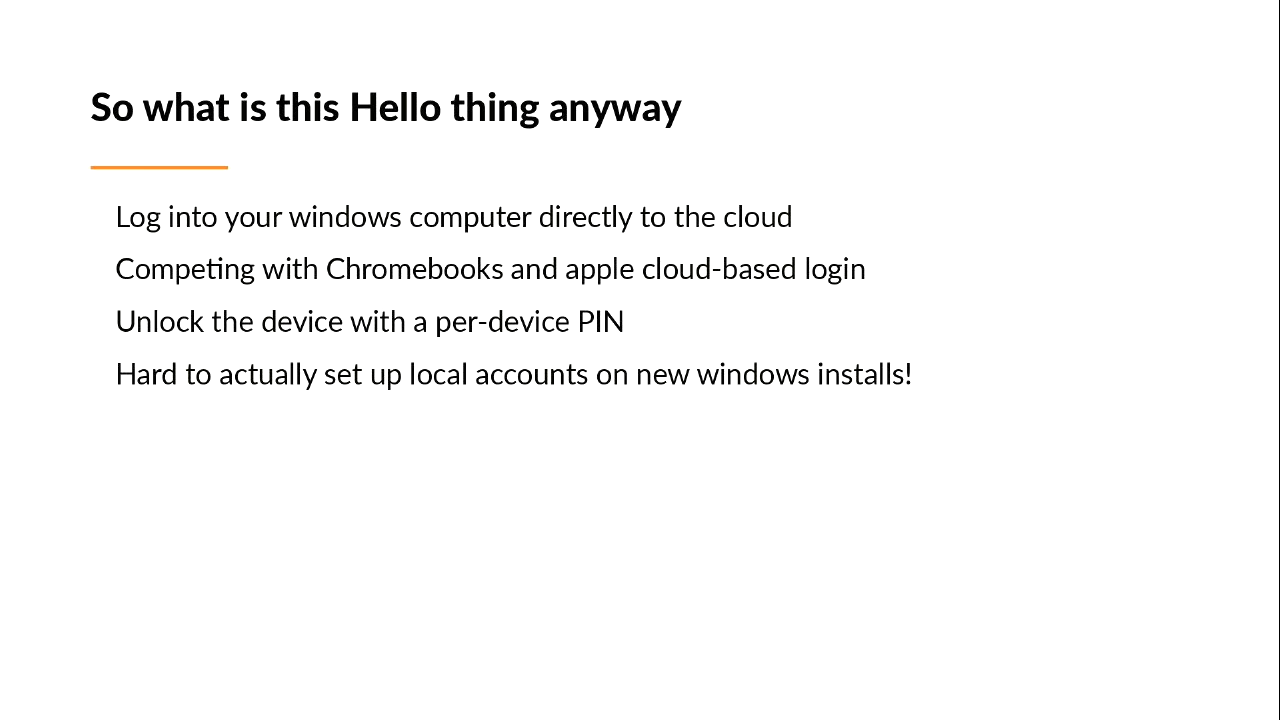 So what is this Hello thing anyway
Log into your windows computer directly to the cloud
Competing with Chromebooks and apple cloud-based login
Unlock the device with a per-device PIN
Hard to actually set up local accounts on new windows installs!